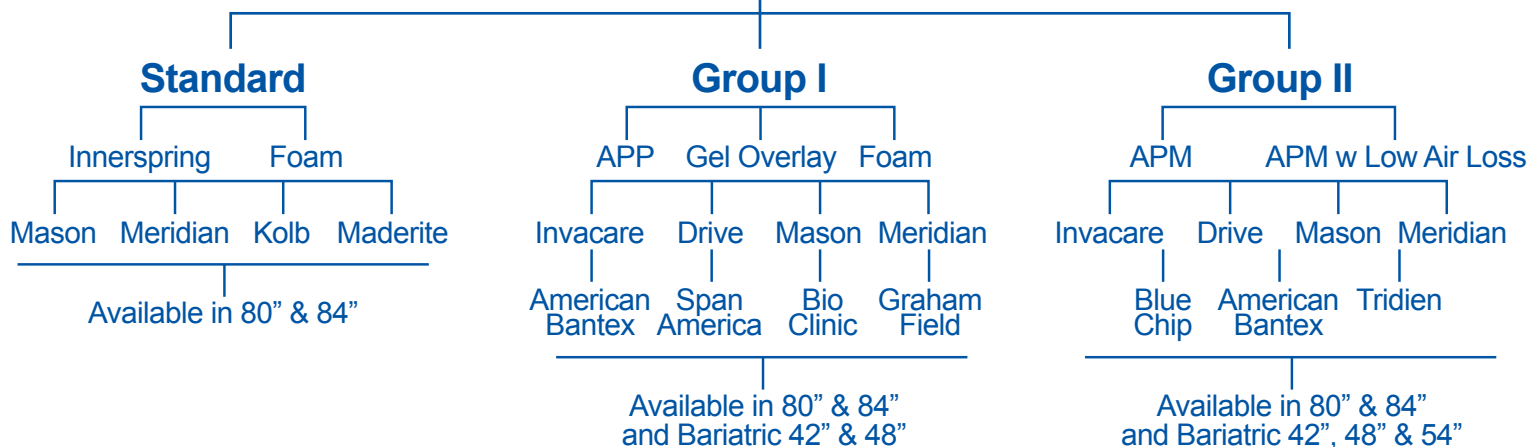 Standard
Innerspring Foam
Mason Meridian Kolb Maderite
Available in 80” & 84”
Group I
APP Gel Overlay Foam
Invacare Drive Mason Meridian
American Bantex
Span America
Bio Clinic
Graham Field
Available in 80” & 84”
and Bariatric 42” & 48”
Group II
APM APM w Low Air Loss
Invacare Drive Mason Meridian
Blue Chip
American Bantex
Tridien
Available in 80” & 84”
and Bariatric 42”, 48” & 54”